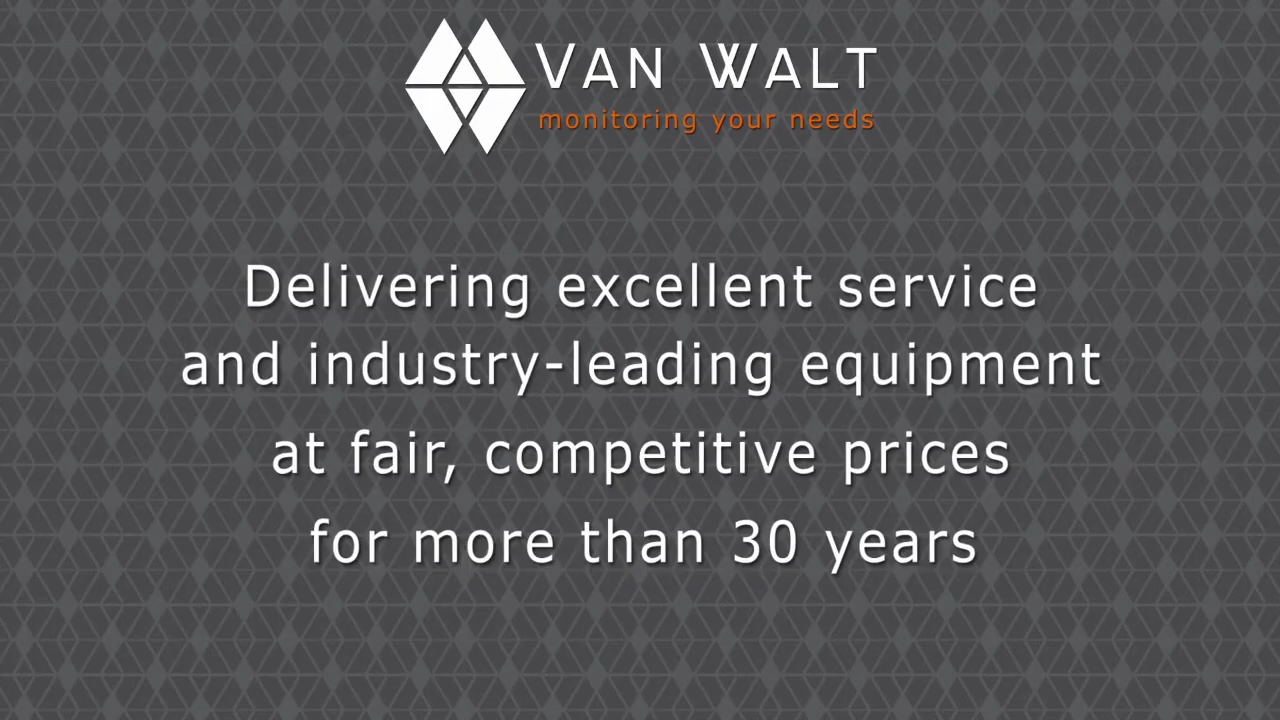 VAN WALT
monitoring your needs
Delivering excellent service
and industry-leading equipment
at fair, competitive prices
for more than 30 years